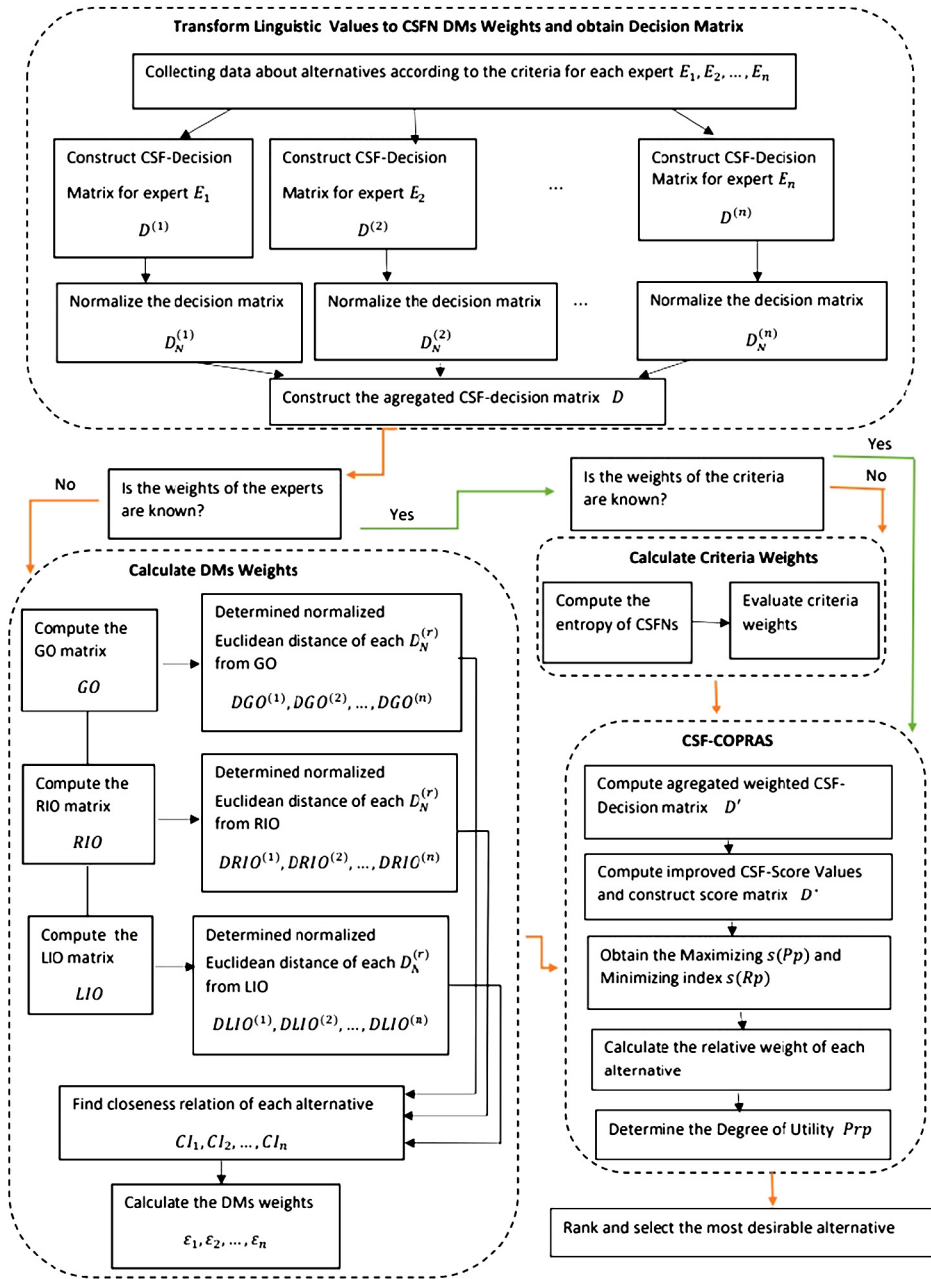 Transform Linguistic Values to CSFN DMs Weights and obtain Decision Matrix
Collecting data about alternatives according to the criteria for each expert E₁, E₂, ..., Eₙ
Construct CSF-Decision
Matrix for expert E₁
D⁽¹⁾
Construct CSF-Decision
Matrix for expert E₂
D⁽²⁾
...
Construct CSF-Decision
Matrix for expert Eₙ
D⁽ⁿ⁾
Normalize the decision matrix
D_N⁽¹⁾
Normalize the decision matrix
D_N⁽²⁾
...
Normalize the decision matrix
D_N⁽ⁿ⁾
Construct the agregated CSF-decision matrix D
No
Is the weights of the experts
are known?
Yes
Is the weights of the criteria
are known?
Yes
No
Calculate DMs Weights
Compute the
GO matrix
GO
Determined normalized
Euclidean distance of each D_N⁽ʳ⁾
from GO
DGO⁽¹⁾, DGO⁽²⁾, ..., DGO⁽ⁿ⁾
Compute the
RIO matrix
RIO
Determined normalized
Euclidean distance of each D_N⁽ʳ⁾
from RIO
DRIO⁽¹⁾, DRIO⁽²⁾, ..., DRIO⁽ⁿ⁾
Compute the
LIO matrix
LIO
Determined normalized
Euclidean distance of each D_N⁽ʳ⁾
from LIO
DLIO⁽¹⁾, DLIO⁽²⁾, ..., DLIO⁽ⁿ⁾
Find closeness relation of each alternative
CI₁, CI₂, ..., CIₙ
Calculate the DMs weights
ε₁, ε₂, ..., εₙ
Calculate Criteria Weights
Compute the
entropy of CSFNs
Evaluate criteria
weights
CSF-COPRAS
Compute agregated weighted CSF-
Decision matrix D′
Compute improved CSF-Score Values
and construct score matrix D*
Obtain the Maximizing s(Pp) and
Minimizing index s(Rp)
Calculate the relative weight of each
alternative
Determine the Degree of Utility Prp
Rank and select the most desirable alternative